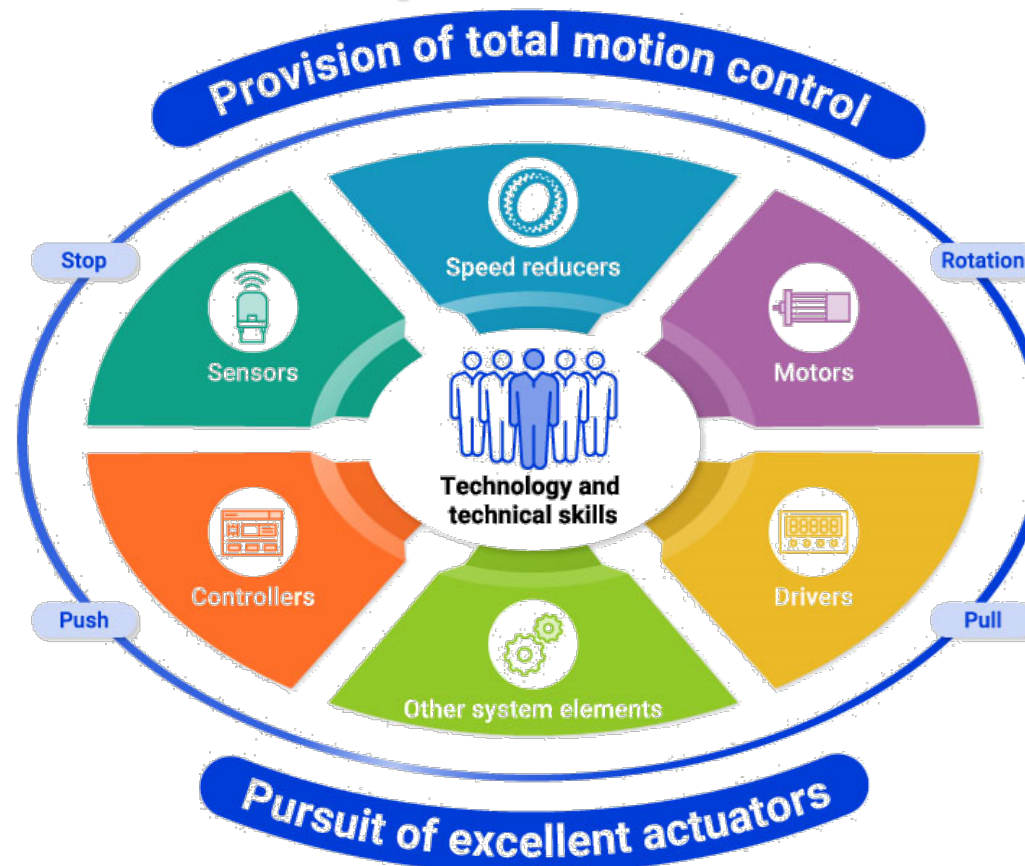 Provision of total motion control
Speed reducers
Stop
Rotation
Sensors
Motors
Technology and
technical skills
Controllers
Drivers
Push
Pull
Other system elements
Pursuit of excellent actuators